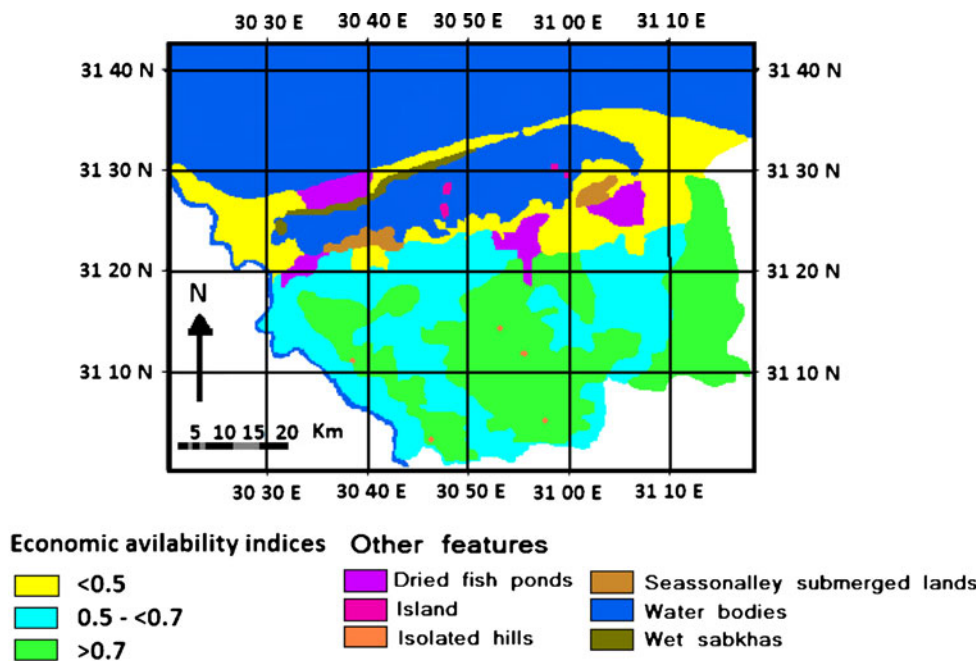 30 30 E 30 40 E 30 50 E 31 00 E 31 10 E
31 40 N 31 40 N
31 30 N 31 30 N
31 20 N 31 20 N
N
31 10 N 31 10 N
5 10 15 20 Km
30 30 E 30 40 E 30 50 E 31 00 E 31 10 E
Economic avilability indices Other features
<0.5 Dried fish ponds Seassonalley submerged lands
0.5 - <0.7 Island Water bodies
>0.7 Isolated hills Wet sabkhas